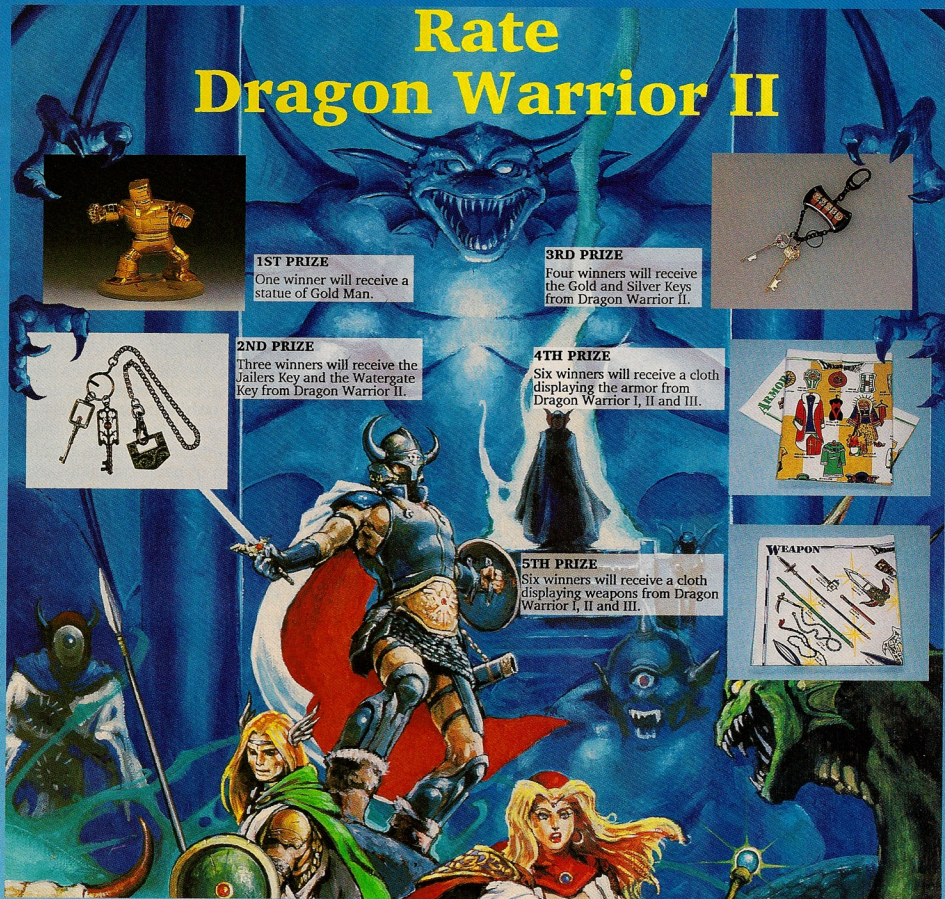 Rate
Dragon Warrior II
1ST PRIZE
One winner will receive a
statue of Gold Man.
3RD PRIZE
Four winners will receive
the Gold and Silver Keys
from Dragon Warrior II.
2ND PRIZE
Three winners will receive the
Jailers Key and the Watergate
Key from Dragon Warrior II.
4TH PRIZE
Six winners will receive a cloth
displaying the armor from
Dragon Warrior I, II and III.
ARMOR
5TH PRIZE
Six winners will receive a cloth
displaying weapons from Dragon
Warrior I, II and III.
WEAPON